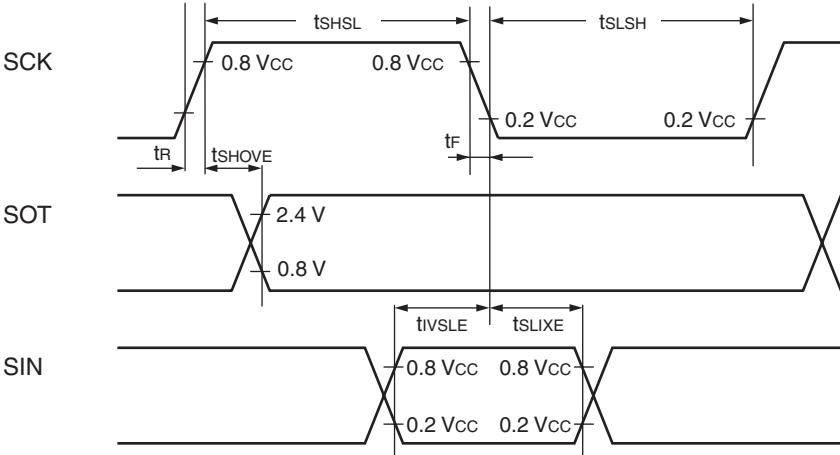 tSHSL
tSLSH
SCK
0.8 VCC
0.8 VCC
0.2 VCC
0.2 VCC
tR
tSHOVE
tF
SOT
2.4 V
0.8 V
tIVSLE
tSLIXE
SIN
0.8 VCC
0.8 VCC
0.2 VCC
0.2 VCC